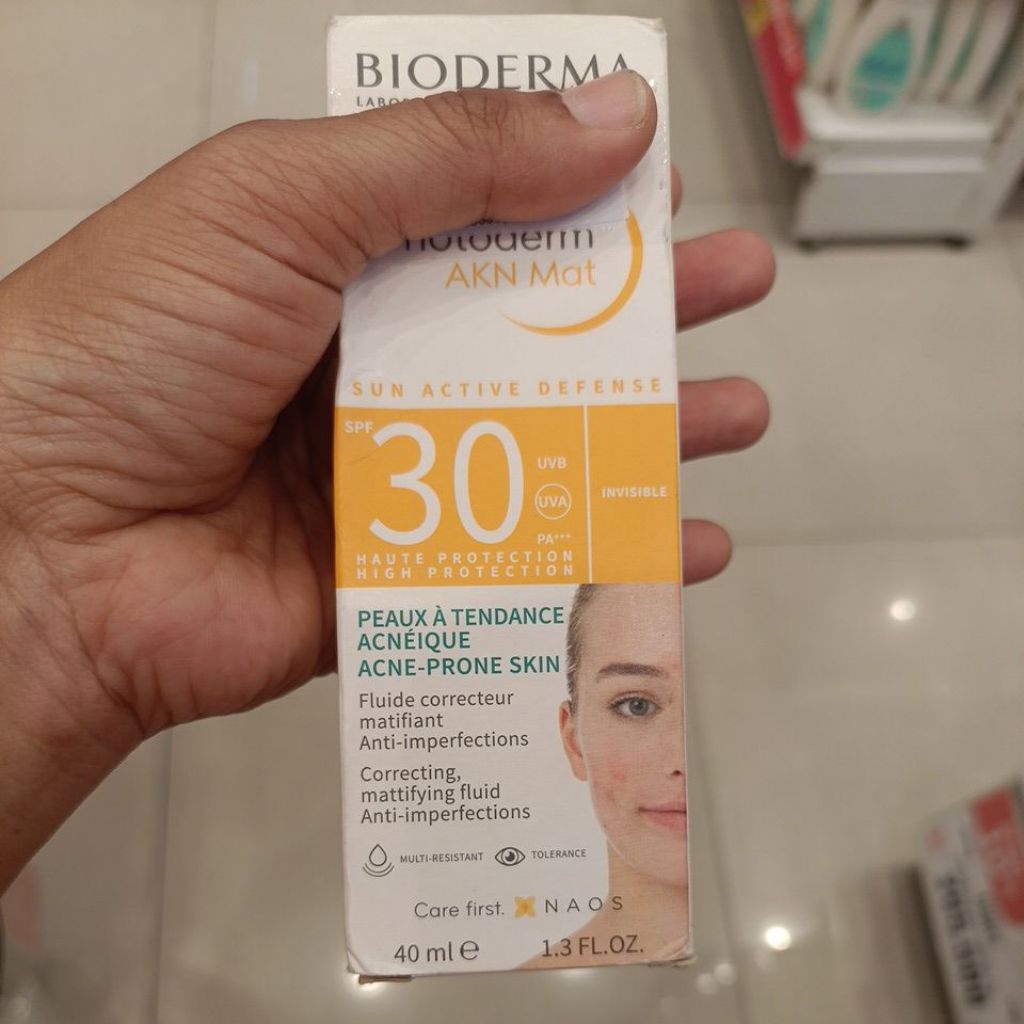 BIODERMA
AKN Mat
SUN ACTIVE DEFENSE
SPF 30
UVB
UVA
PA+++
INVISIBLE
HAUTE PROTECTION
HIGH PROTECTION
PEAUX À TENDANCE
ACNÉIQUE
ACNE-PRONE SKIN
Fluide correcteur
matifiant
Anti-imperfections
Correcting,
mattifying fluid
Anti-imperfections
MULTI-RESISTANT
TOLERANCE
Care first. NAOS
40 ml e 1.3 FL.OZ.